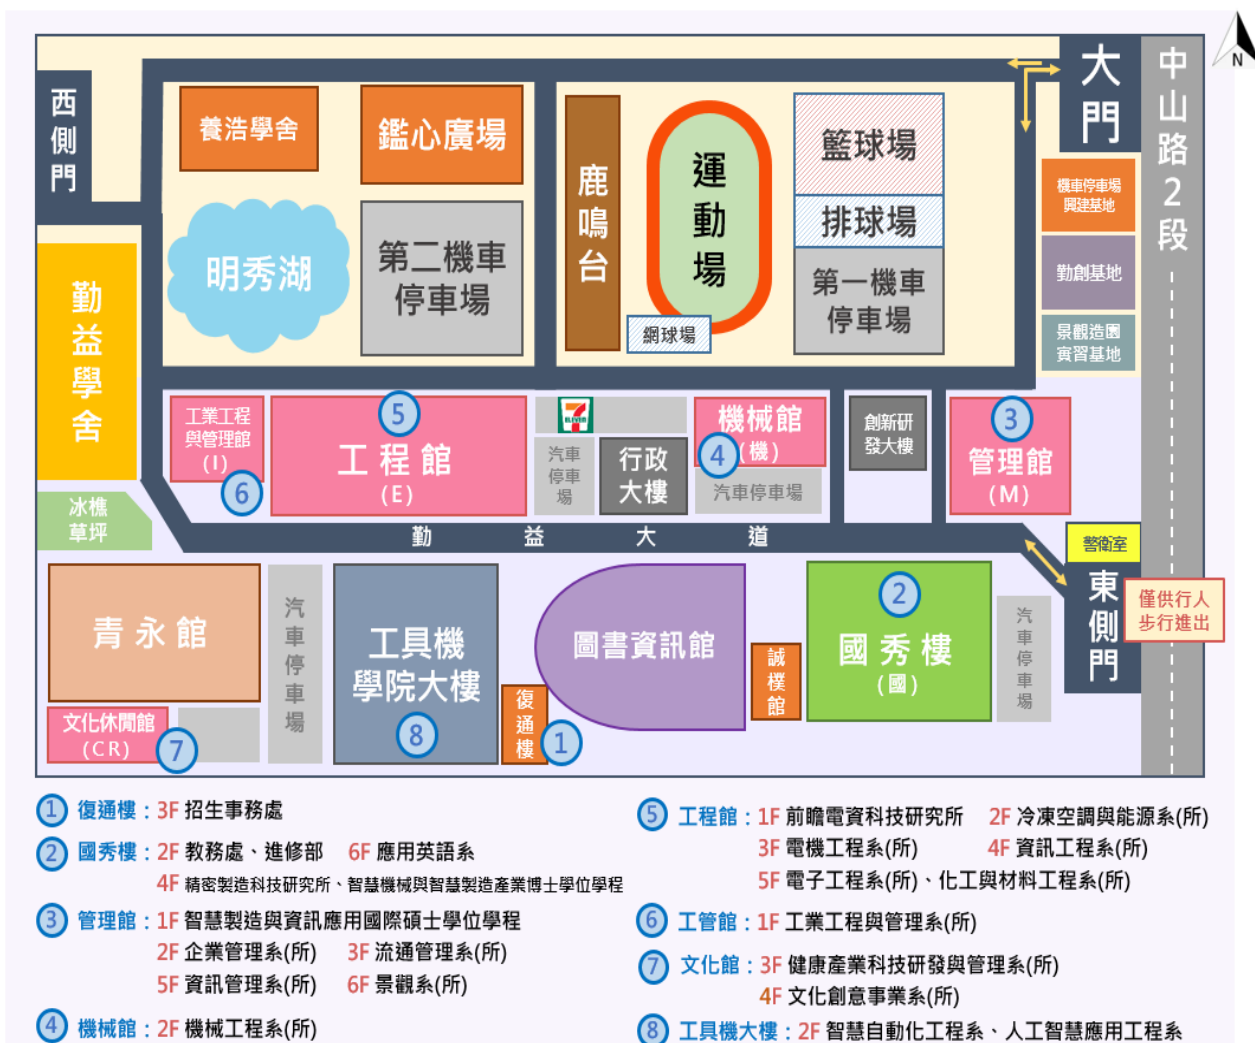 N
大門
中山路2段
西側門
養浩學舍
鑑心廣場
鹿鳴台
運動場
籃球場
排球場
第一機車
停車場
網球場
機車停車場
興建基地
勤創基地
景觀造園
實習基地
明秀湖
第二機車
停車場
勤益學舍
冰樵
草坪
工業工程
與管理館
(I)
6
5
工程館
(E)
7
ELEVEN
汽車
停車
場
行政
大樓
機械館
4
(機)
汽車停車場
創新研
發大樓
3
管理館
(M)
勤益大道
警衛室
東側門
僅供行人
步行進出
青永館
文化休閒館
(CR)
7
汽車停車場
工具機
學院大樓
8
復通樓
1
圖書資訊館
誠樸館
2
國秀樓
(國)
汽車停車場
1 復通樓：3F 招生事務處
2 國秀樓：2F 教務處、進修部 6F 應用英語系
4F 精密製造科技研究所、智慧機械與智慧製造產業博士學位學程
3 管理館：1F 智慧製造與資訊應用國際碩士學位學程
2F 企業管理系(所) 3F 流通管理系(所)
5F 資訊管理系(所) 6F 景觀系(所)
4 機械館：2F 機械工程系(所)
5 工程館：1F 前瞻電資科技研究所 2F 冷凍空調與能源系(所)
3F 電機工程系(所) 4F 資訊工程系(所)
5F 電子工程系(所)、化工與材料工程系(所)
6 工管館：1F 工業工程與管理系(所)
7 文化館：3F 健康產業科技研發與管理系(所)
4F 文化創意事業系(所)
8 工具機大樓：2F 智慧自動化工程系、人工智慧應用工程系